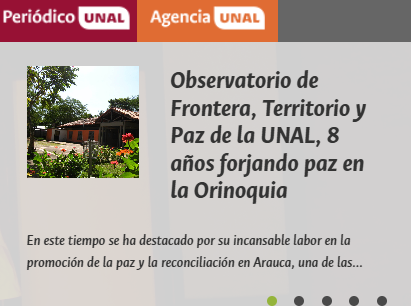 Periódico UNAL Agencia UNAL
Observatorio de
Frontera, Territorio y
Paz de la UNAL, 8
años forjando paz en
la Orinoquia
En este tiempo se ha destacado por su incansable labor en la
promoción de la paz y la reconciliación en Arauca, una de las...